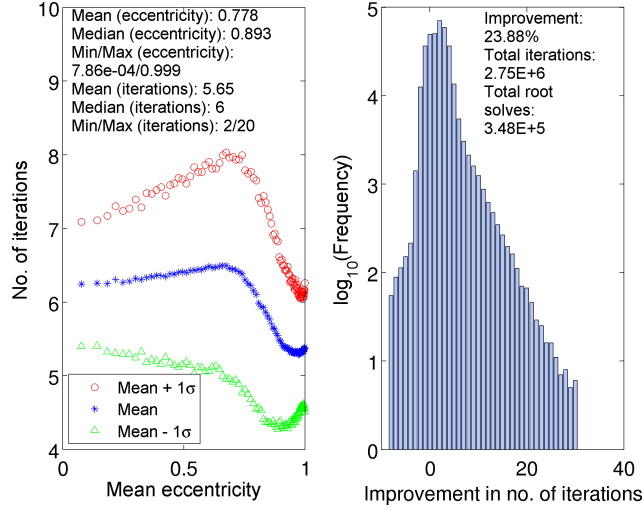 Mean (eccentricity): 0.778
Median (eccentricity): 0.893
Min/Max (eccentricity):
7.86e-04/0.999
Mean (iterations): 5.65
Median (iterations): 6
Min/Max (iterations): 2/20
10
9
8
7
6
5
4
No. of iterations
Mean + 1σ
Mean
Mean - 1σ
0
0.5
1
Mean eccentricity
Improvement:
23.88%
Total iterations:
2.75E+6
Total root
solves:
3.48E+5
5
4
3
2
1
0
log10(Frequency)
0
20
40
Improvement in no. of iterations